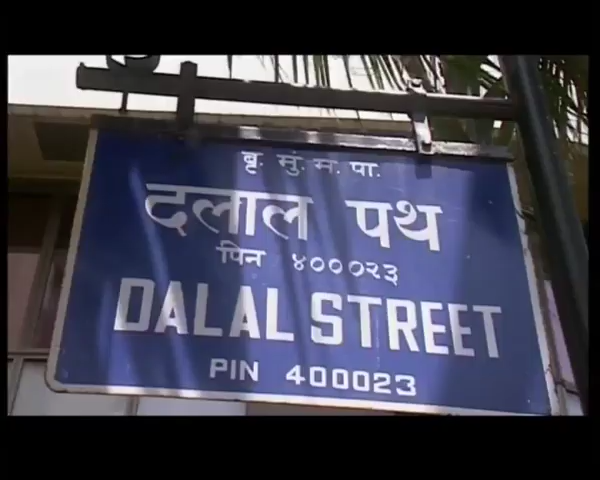 बृ. मुं. म. पा.
दलाल पथ
पिन ४०००२३
DALAL STREET
PIN 400023